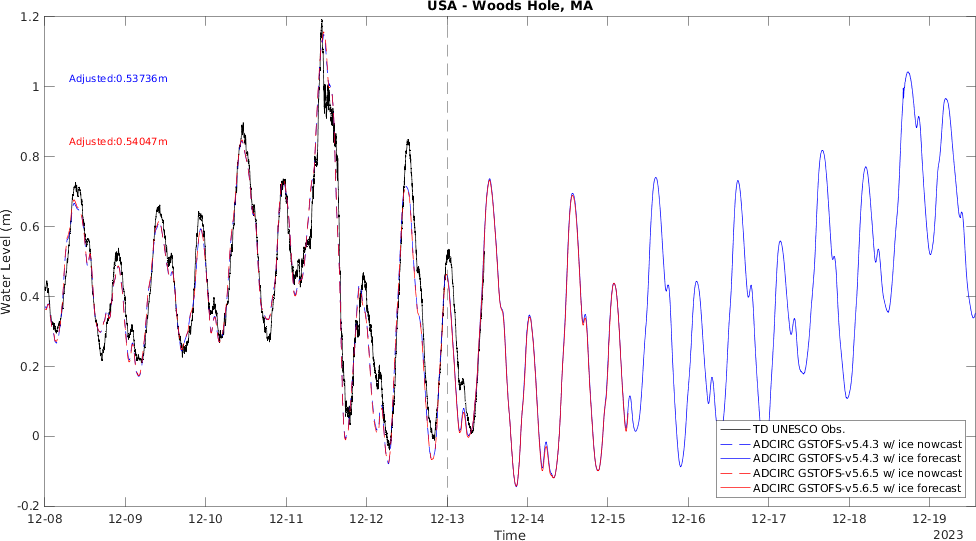 USA - Woods Hole, MA
1.2
1
0.8
0.6
0.4
0.2
0
-0.2
Water Level (m)
Adjusted:0.53736m
Adjusted:0.54047m
TD UNESCO Obs.
ADCIRC GSTOFS-v5.4.3 w/ ice nowcast
ADCIRC GSTOFS-v5.4.3 w/ ice forecast
ADCIRC GSTOFS-v5.6.5 w/ ice nowcast
ADCIRC GSTOFS-v5.6.5 w/ ice forecast
12-08 12-09 12-10 12-11 12-12 12-13 12-14 12-15 12-16 12-17 12-18 12-19
2023
Time